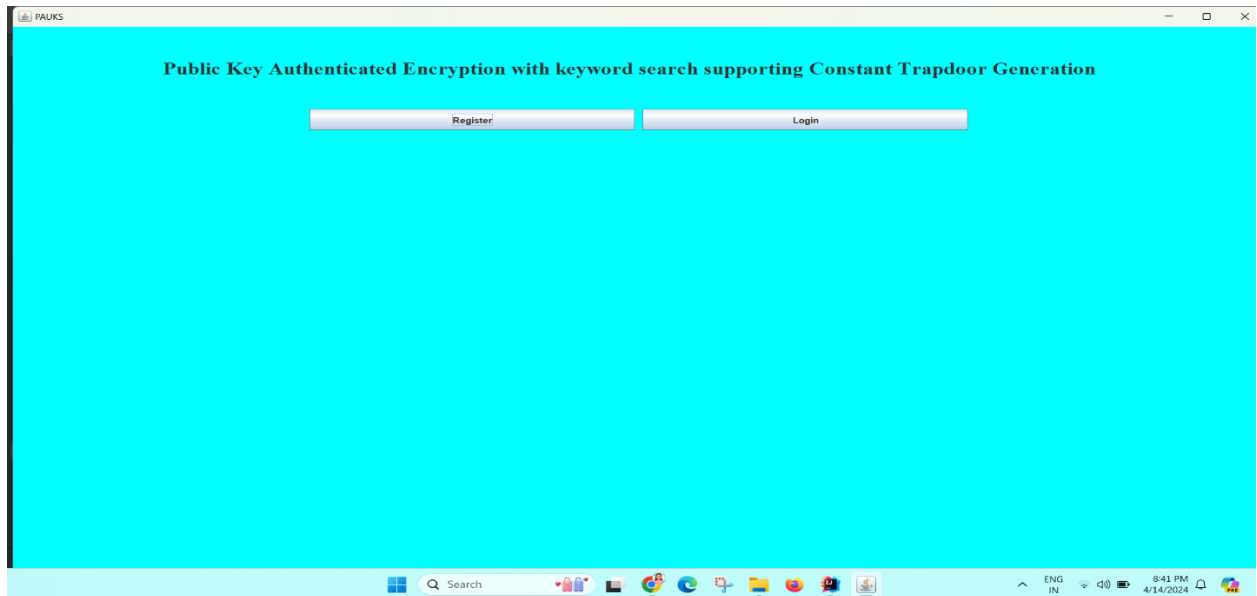 PAUKS
Public Key Authenticated Encryption with keyword search supporting Constant Trapdoor Generation
Register Login
Search
ENG
IN
8:41 PM
4/14/2024
PRE